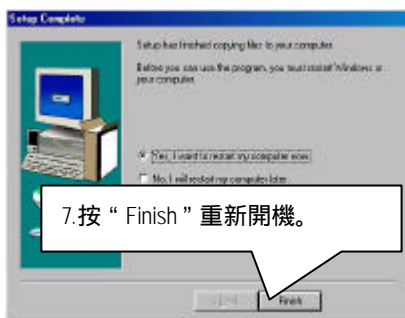 Setup Complete
Setup has finished copying files to your computer.
Before you can use the program, you must restart Windows or
your computer.
Yes, I want to restart my computer now.
No, I will restart my computer later.
7.按 “ Finish ” 重新開機。
Finish